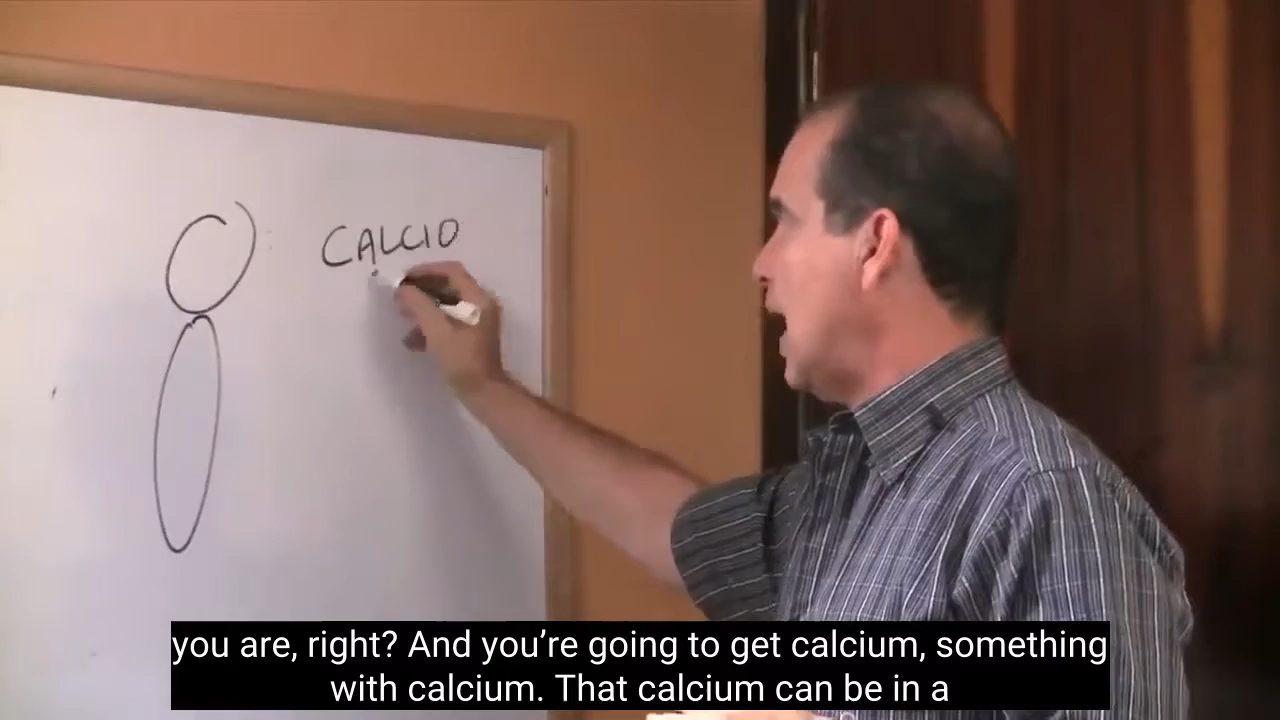 CALCIO
you are, right? And you’re going to get calcium, something
with calcium. That calcium can be in a